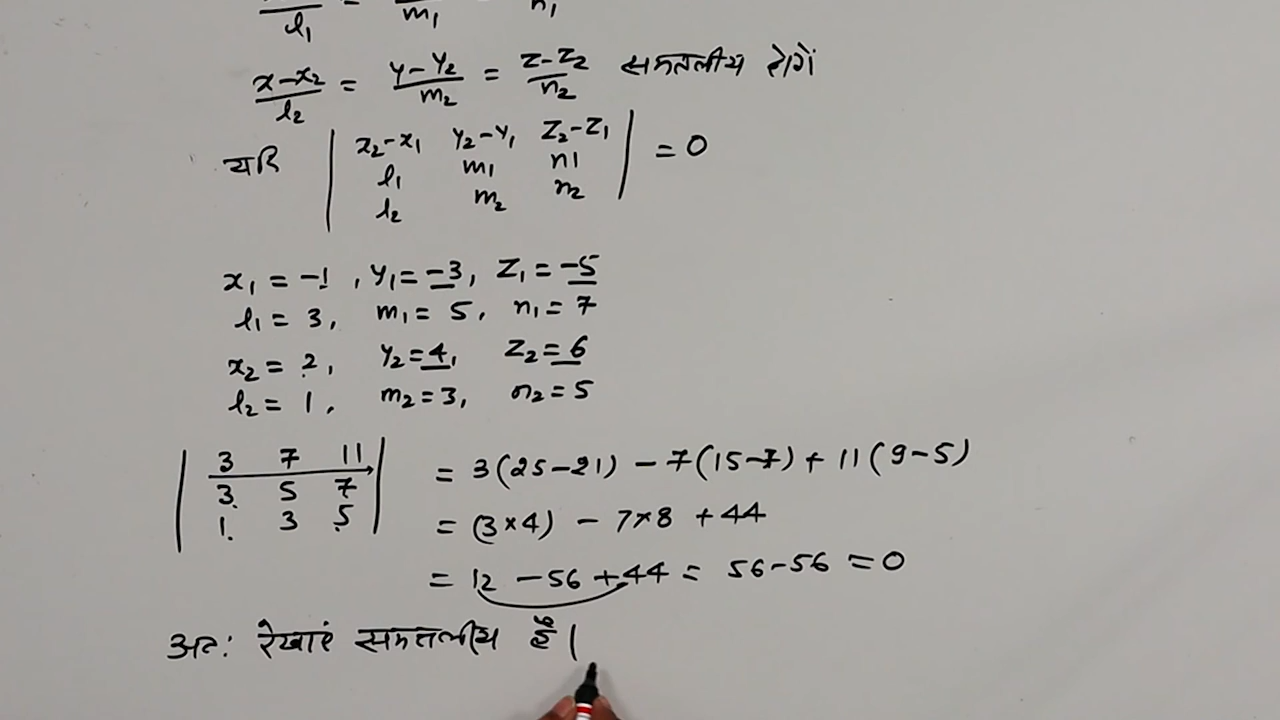 l₁ = m₁ n₁
x-x₂/l₂ = y-y₂/m₂ = z-z₂/n₂ समतलीय होंगे
यदि | x₂-x₁ y₂-y₁ z₂-z₁ | = 0
l₁ m₁ n1
l₂ m₂ n₂
x₁ = -1, y₁ = -3, z₁ = -5
l₁ = 3, m₁ = 5, n₁ = 7
x₂ = 2, y₂ = 4, z₂ = 6
l₂ = 1, m₂ = 3, n₂ = 5
| 3 7 11 | = 3(25-21) - 7(15-7) + 11(9-5)
3 5 7
1 3 5 = (3×4) - 7×8 + 44
= 12 - 56 + 44 = 56-56 = 0
अतः रेखाएं समतलीय हैं |